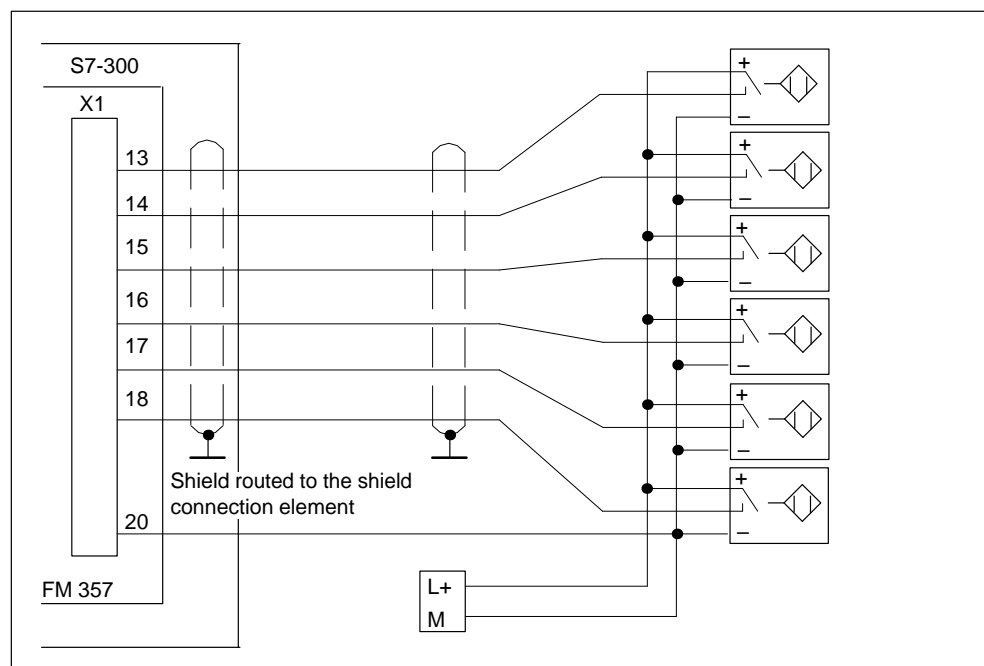 S7-300
X1
13
14
15
16
17
18
20
Shield routed to the shield
connection element
FM 357
L+
M
+
–
+
–
+
–
+
–
+
–
+
–